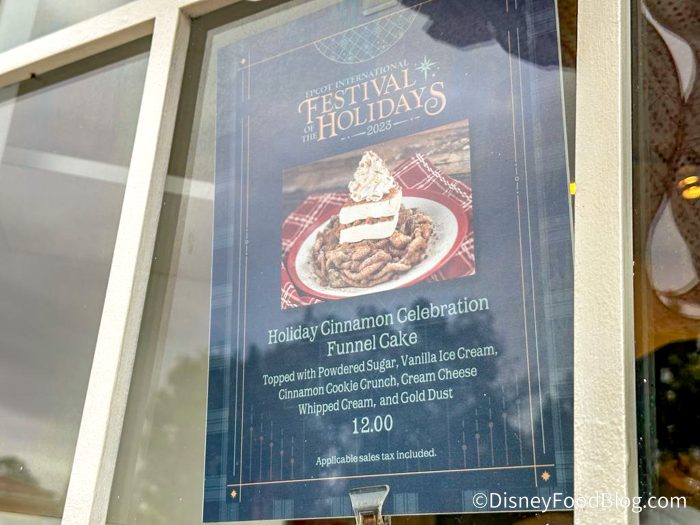 EPCOT INTERNATIONAL
FESTIVAL
OF THE HOLIDAYS
2023
Holiday Cinnamon Celebration
Funnel Cake
Topped with Powdered Sugar, Vanilla Ice Cream,
Cinnamon Cookie Crunch, Cream Cheese
Whipped Cream, and Gold Dust
12.00
Applicable sales tax included.
©DisneyFoodBlog.com